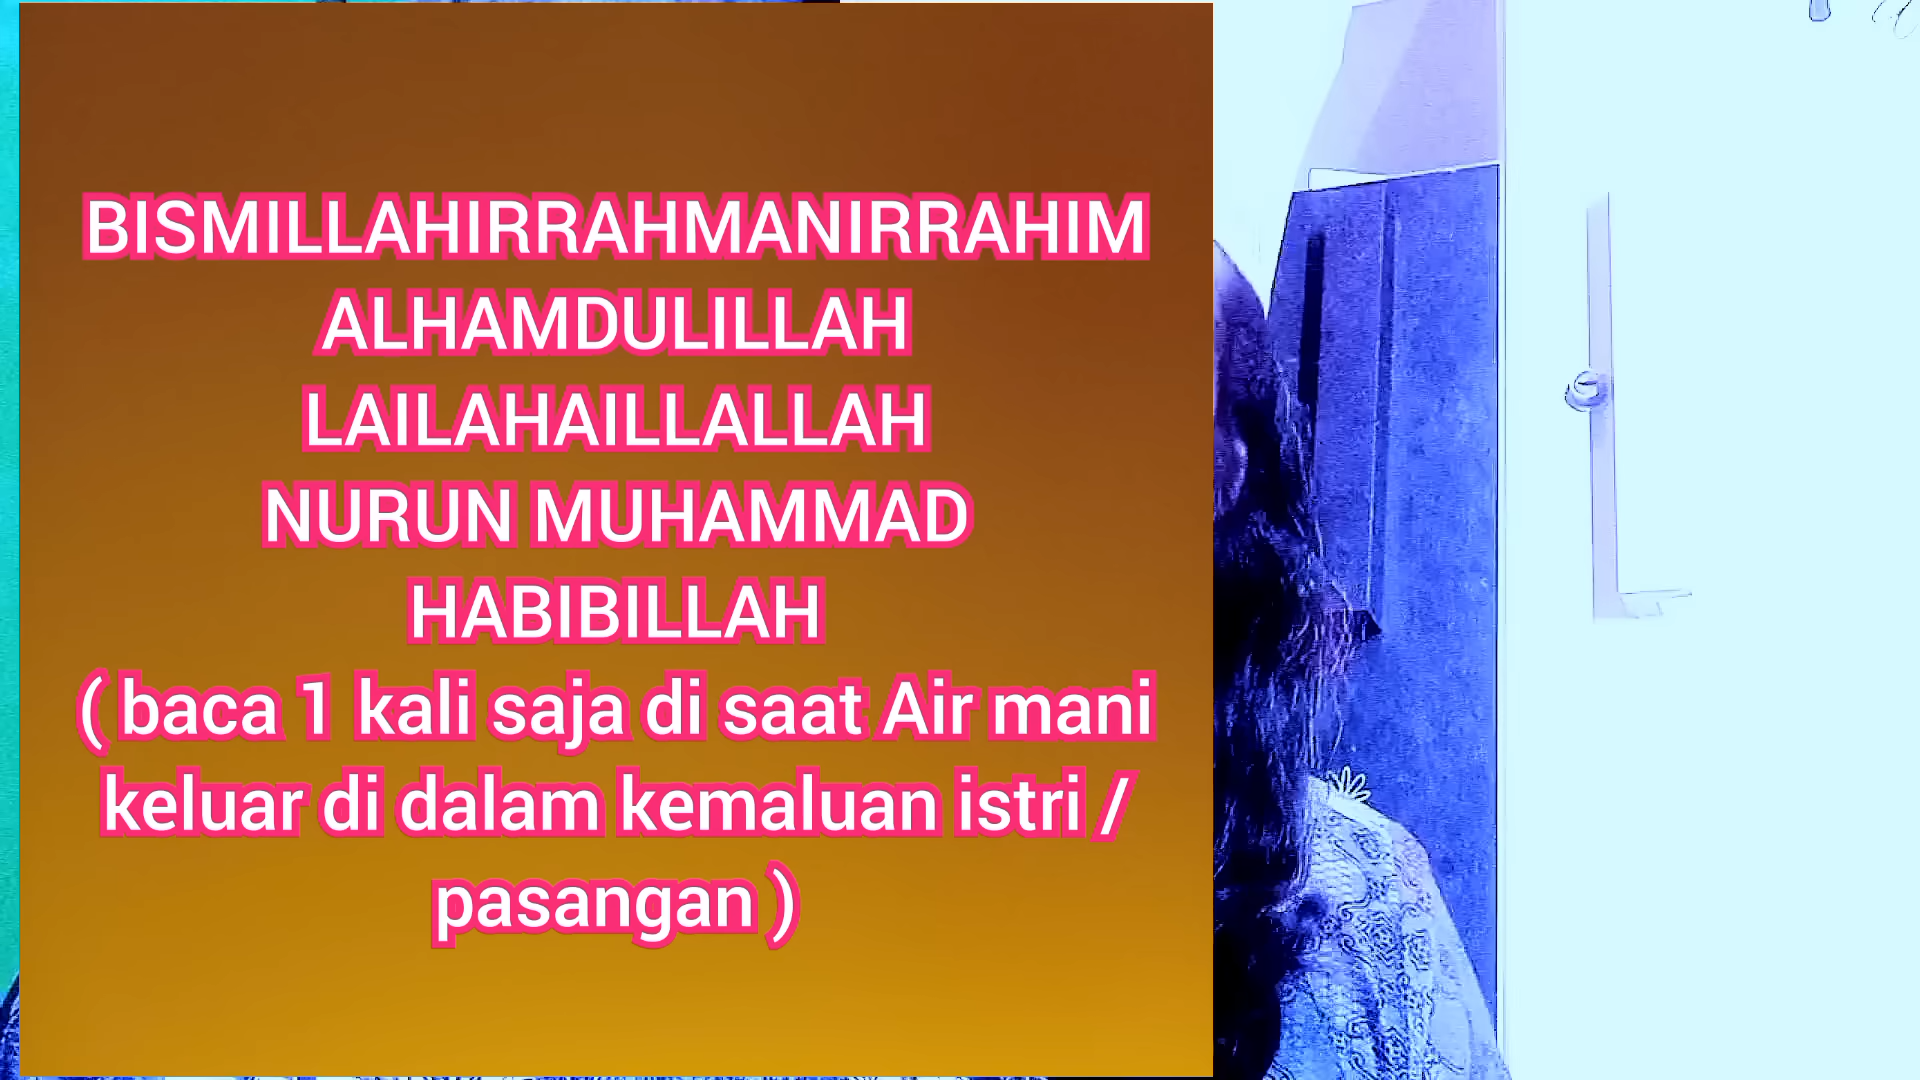 BISMILLAHIRRAHMANIRRAHIM
ALHAMDULILLAH
LAILAHAILLALLAH
NURUN MUHAMMAD
HABIBILLAH
( baca 1 kali saja di saat Air mani
keluar di dalam kemaluan istri /
pasangan )